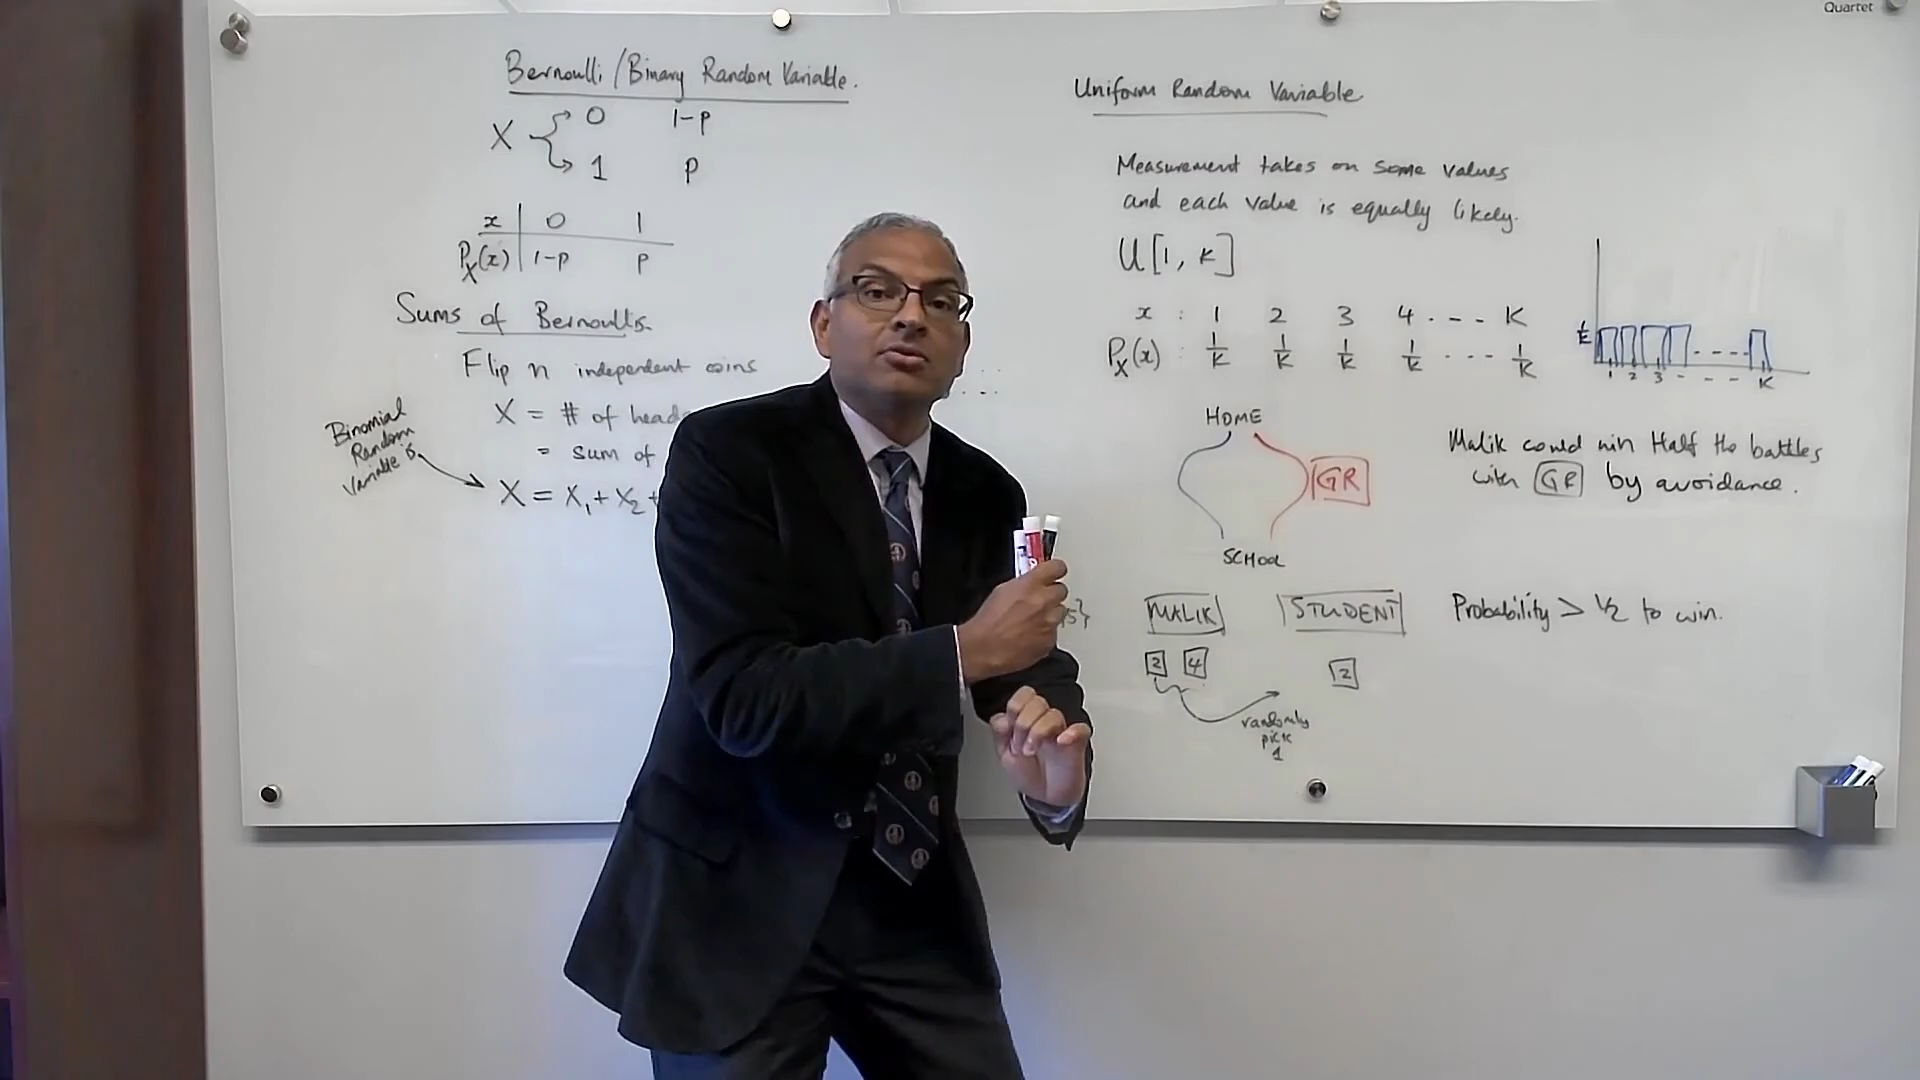 Quartet
Bernoulli / Binary Random Variable.
X 0 1-p
1 p
x 0 1
P_X(x) 1-p p
Sums of Bernoullis.
Flip n independent coins
X = # of heads
= sum of
Binomial
Random
Variable is
X = X₁ + X₂ +
Uniform Random Variable
Measurement takes on some values
and each value is equally likely.
U[1, K]
x : 1 2 3 4 . - - - K
P_X(x) : 1/K 1/K 1/K 1/K - - - 1/K
1/K
1 2 3 - - - - K
HOME
GR
SCHOOL
Malik could win Half the battles
with GR by avoidance.
5}
MALIK STUDENT
2 4 2
randomly
pick
1
Probability > 1/2 to win.